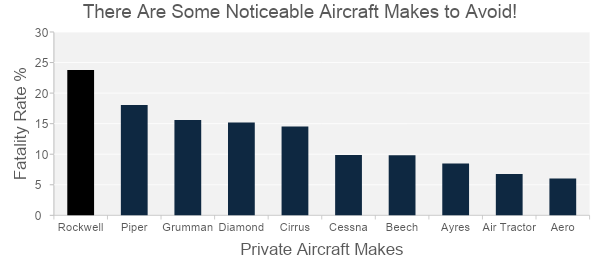 There Are Some Noticeable Aircraft Makes to Avoid!
30
25
20
15
10
5
0
Fatality Rate %
Rockwell Piper Grumman Diamond Cirrus Cessna Beech Ayres Air Tractor Aero
Private Aircraft Makes